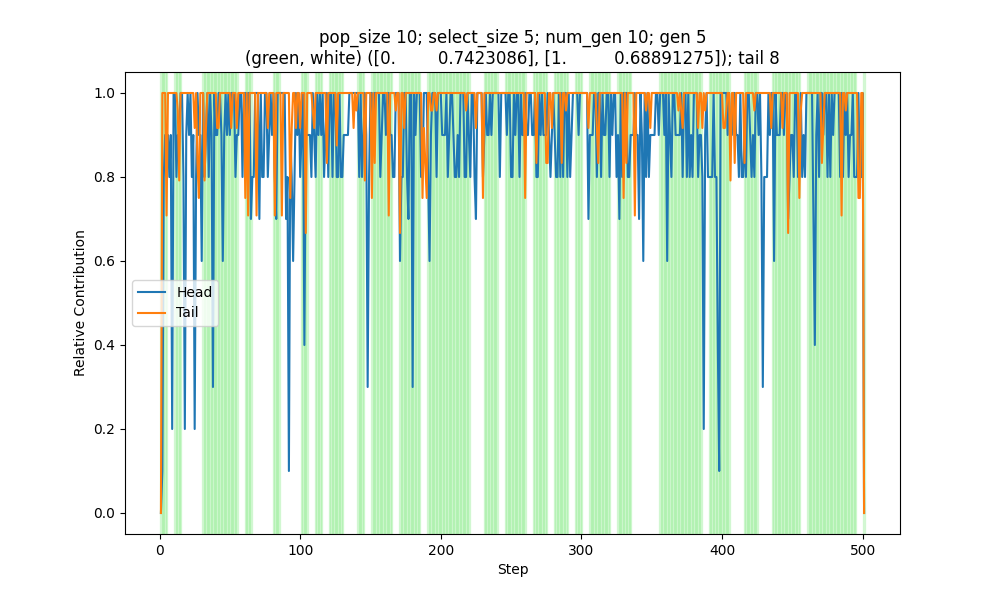 pop_size 10; select_size 5; num_gen 10; gen 5
(green, white) ([0. 0.7423086], [1. 0.68891275]); tail 8
1.0
0.8
0.6
0.4
0.2
0.0
Relative Contribution
Head
Tail
0 100 200 300 400 500
Step